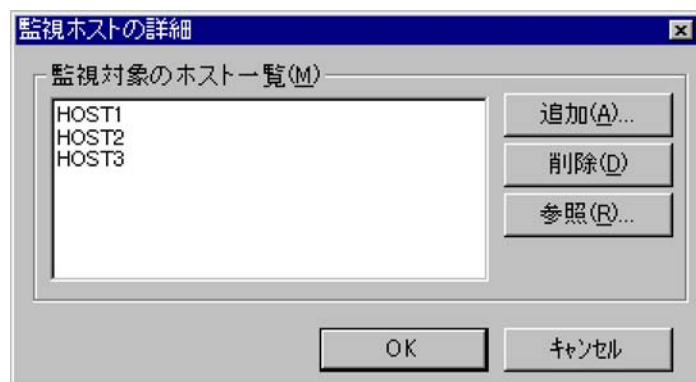 監視ホストの詳細
監視対象のホスト一覧(M)
HOST1
HOST2
HOST3
追加(A)...
削除(D)
参照(R)...
OK
ｷｬﾝｾﾙ